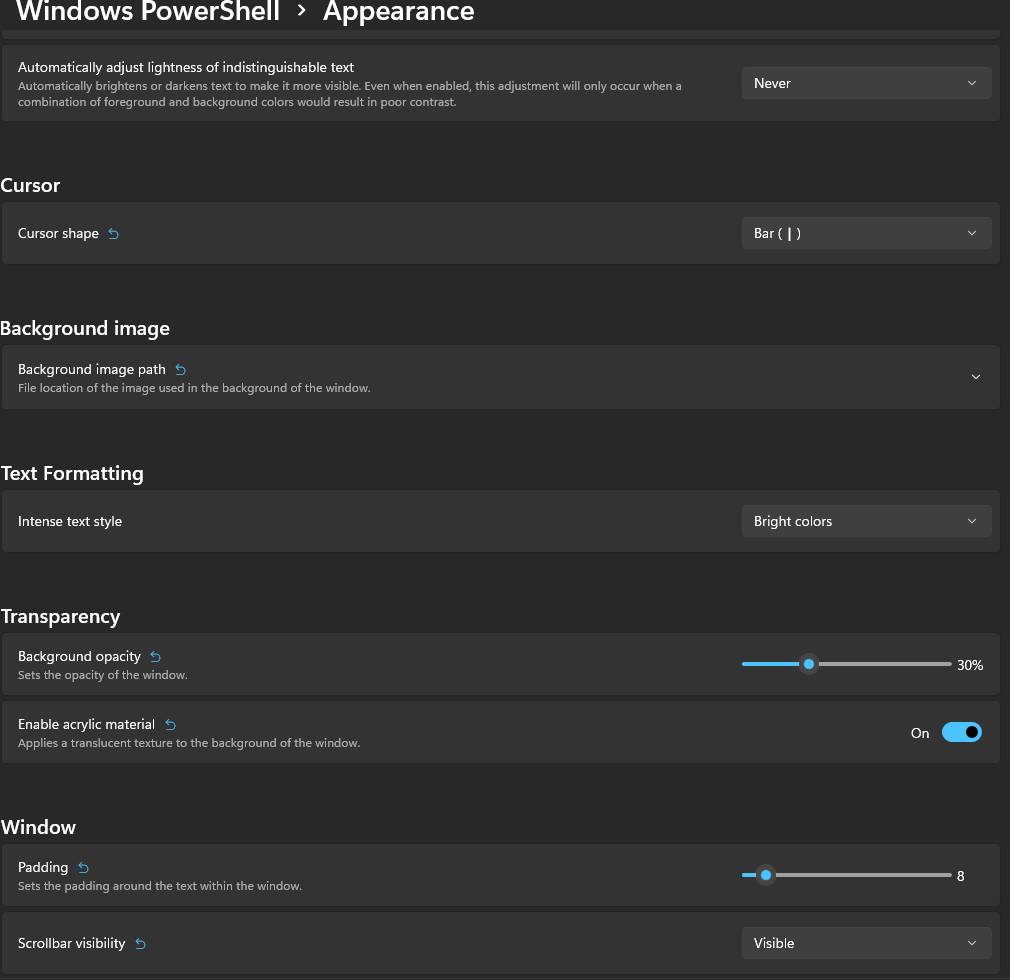 Windows PowerShell › Appearance
Automatically adjust lightness of indistinguishable text
Automatically brightens or darkens text to make it more visible. Even when enabled, this adjustment will only occur when a
combination of foreground and background colors would result in poor contrast.
Never
Cursor
Cursor shape
Bar ( | )
Background image
Background image path
File location of the image used in the background of the window.
Text Formatting
Intense text style
Bright colors
Transparency
Background opacity
Sets the opacity of the window.
30%
Enable acrylic material
Applies a translucent texture to the background of the window.
On
Window
Padding
Sets the padding around the text within the window.
8
Scrollbar visibility
Visible